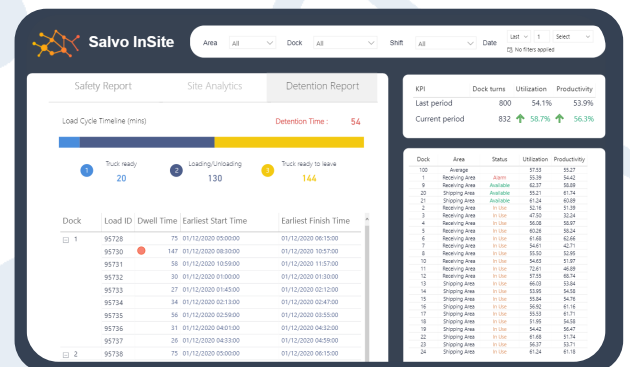 Salvo InSite
Area All Dock All Shift All Date Last 1 Select
No filters applied
Safety Report Site Analytics Detention Report
Load Cycle Timeline (mins) Detention Time : 54
1 Truck ready 20
2 Loading/Unloading 130
3 Truck ready to leave 144
Dock Load ID Dwell Time Earliest Start Time Earliest Finish Time
1 95728 75 01/12/2020 05:00:00 01/12/2020 06:15:00
95730 147 01/12/2020 08:30:00 01/12/2020 10:57:00
95731 58 01/12/2020 10:59:00 01/12/2020 11:57:00
95732 30 01/12/2020 01:00:00 01/12/2020 01:30:00
95733 27 01/12/2020 01:45:00 01/12/2020 02:12:00
95734 34 01/12/2020 02:13:00 01/12/2020 02:47:00
95735 56 01/12/2020 02:59:00 01/12/2020 03:55:00
95736 31 01/12/2020 04:01:00 01/12/2020 04:32:00
95737 26 01/12/2020 04:33:00 01/12/2020 04:59:00
2 95738 75 01/12/2020 05:00:00 01/12/2020 06:15:00
KPI Dock turns Utilization Productivity
Last period 800 54.1% 53.9%
Current period 832 58.7% 56.3%
Dock Area Status Utilization Productivity
100 Average 57.53 55.27
1 Receiving Area Alarm 55.39 54.42
9 Receiving Area Available 62.37 58.89
20 Shipping Area Available 55.21 61.74
21 Shipping Area Available 61.24 60.89
2 Receiving Area In Use 52.16 51.39
3 Receiving Area In Use 47.50 32.24
4 Receiving Area In Use 56.08 58.97
5 Receiving Area In Use 60.26 58.24
6 Receiving Area In Use 61.68 62.66
7 Receiving Area In Use 54.61 42.71
8 Receiving Area In Use 55.50 52.95
10 Receiving Area In Use 54.63 51.97
11 Receiving Area In Use 72.61 46.89
12 Receiving Area In Use 57.55 68.74
13 Shipping Area In Use 66.03 53.84
14 Shipping Area In Use 53.95 54.58
15 Shipping Area In Use 55.84 54.76
16 Shipping Area In Use 56.92 61.16
17 Shipping Area In Use 55.53 61.71
18 Shipping Area In Use 51.95 54.58
19 Shipping Area In Use 54.42 56.47
22 Shipping Area In Use 61.68 51.74
23 Shipping Area In Use 56.37 53.71
24 Shipping Area In Use 61.24 61.18